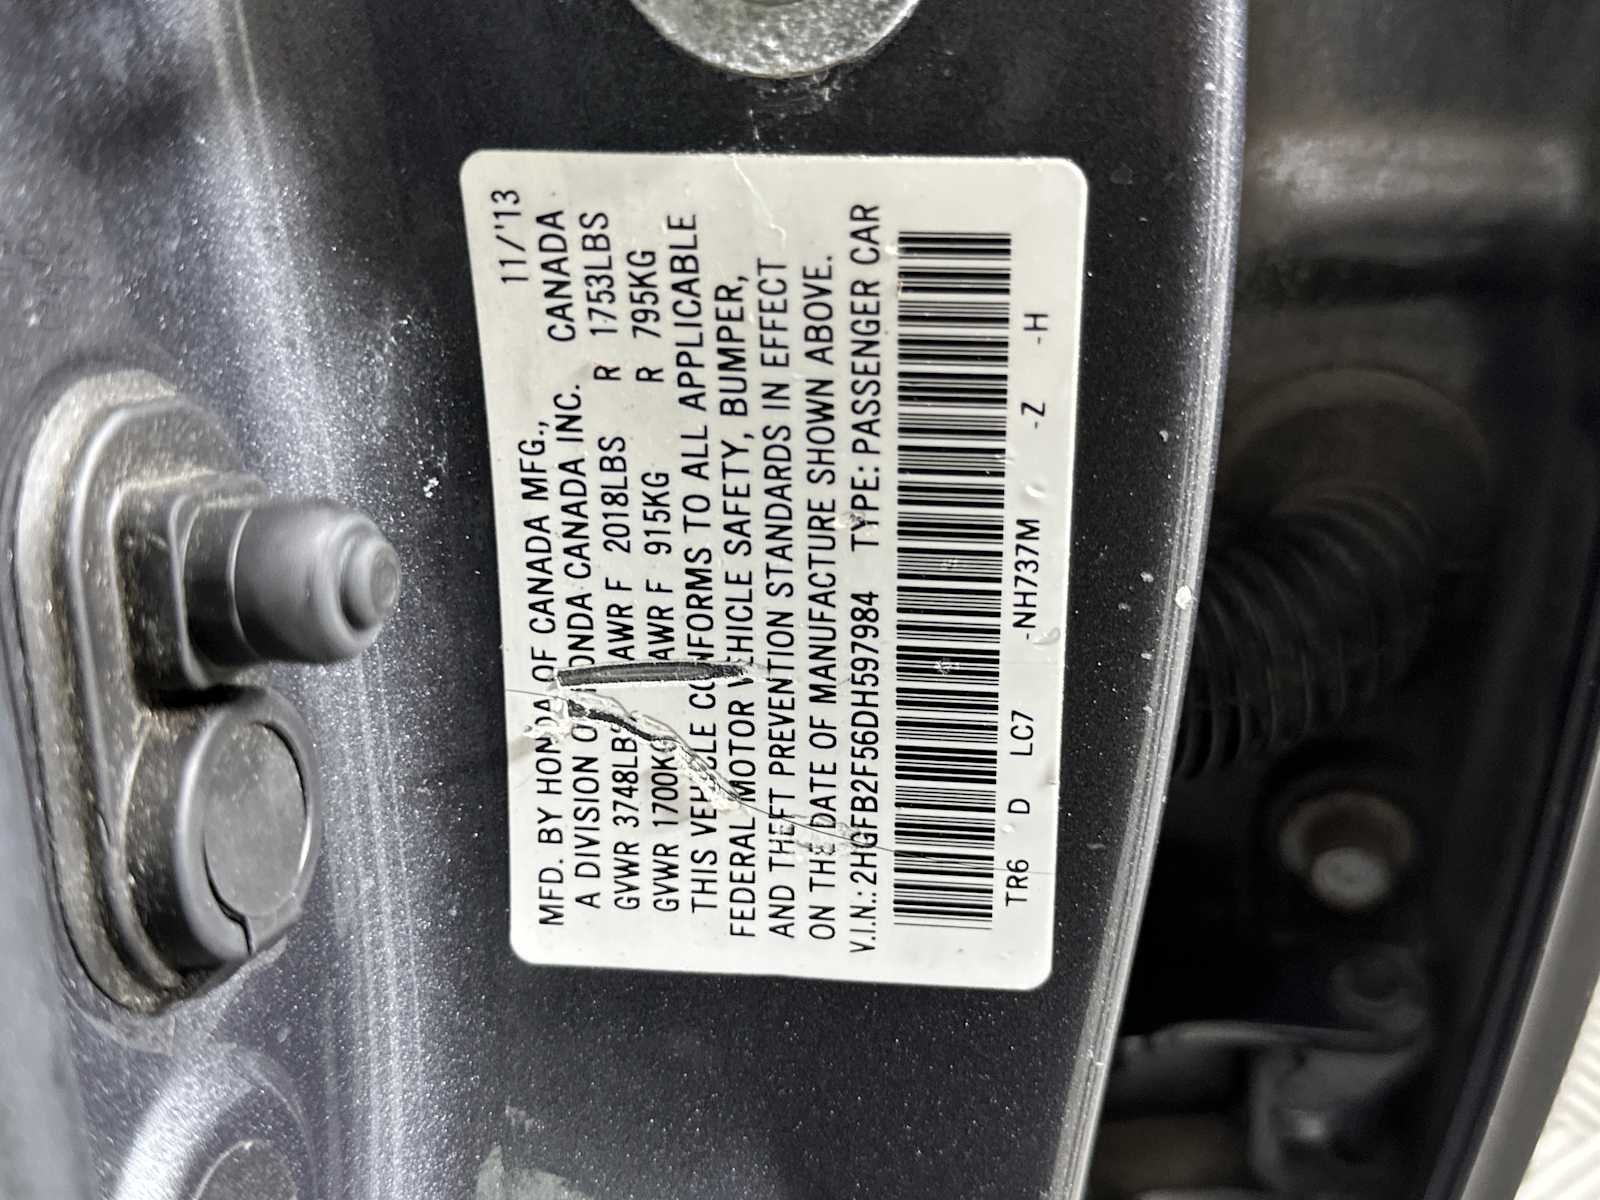 11/'13
MFD. BY HONDA OF CANADA MFG.,
A DIVISION OF HONDA CANADA INC. CANADA
GVWR 3748LBS GAWR F 2018LBS R 1753LBS
GVWR 1700KG GAWR F 915KG R 795KG
THIS VEHICLE CONFORMS TO ALL APPLICABLE
FEDERAL MOTOR VEHICLE SAFETY, BUMPER,
AND THEFT PREVENTION STANDARDS IN EFFECT
ON THE DATE OF MANUFACTURE SHOWN ABOVE.
V.I.N.: 2HGFB2F56DH597984 TYPE: PASSENGER CAR
TR6 D LC7 -NH737M -Z -H